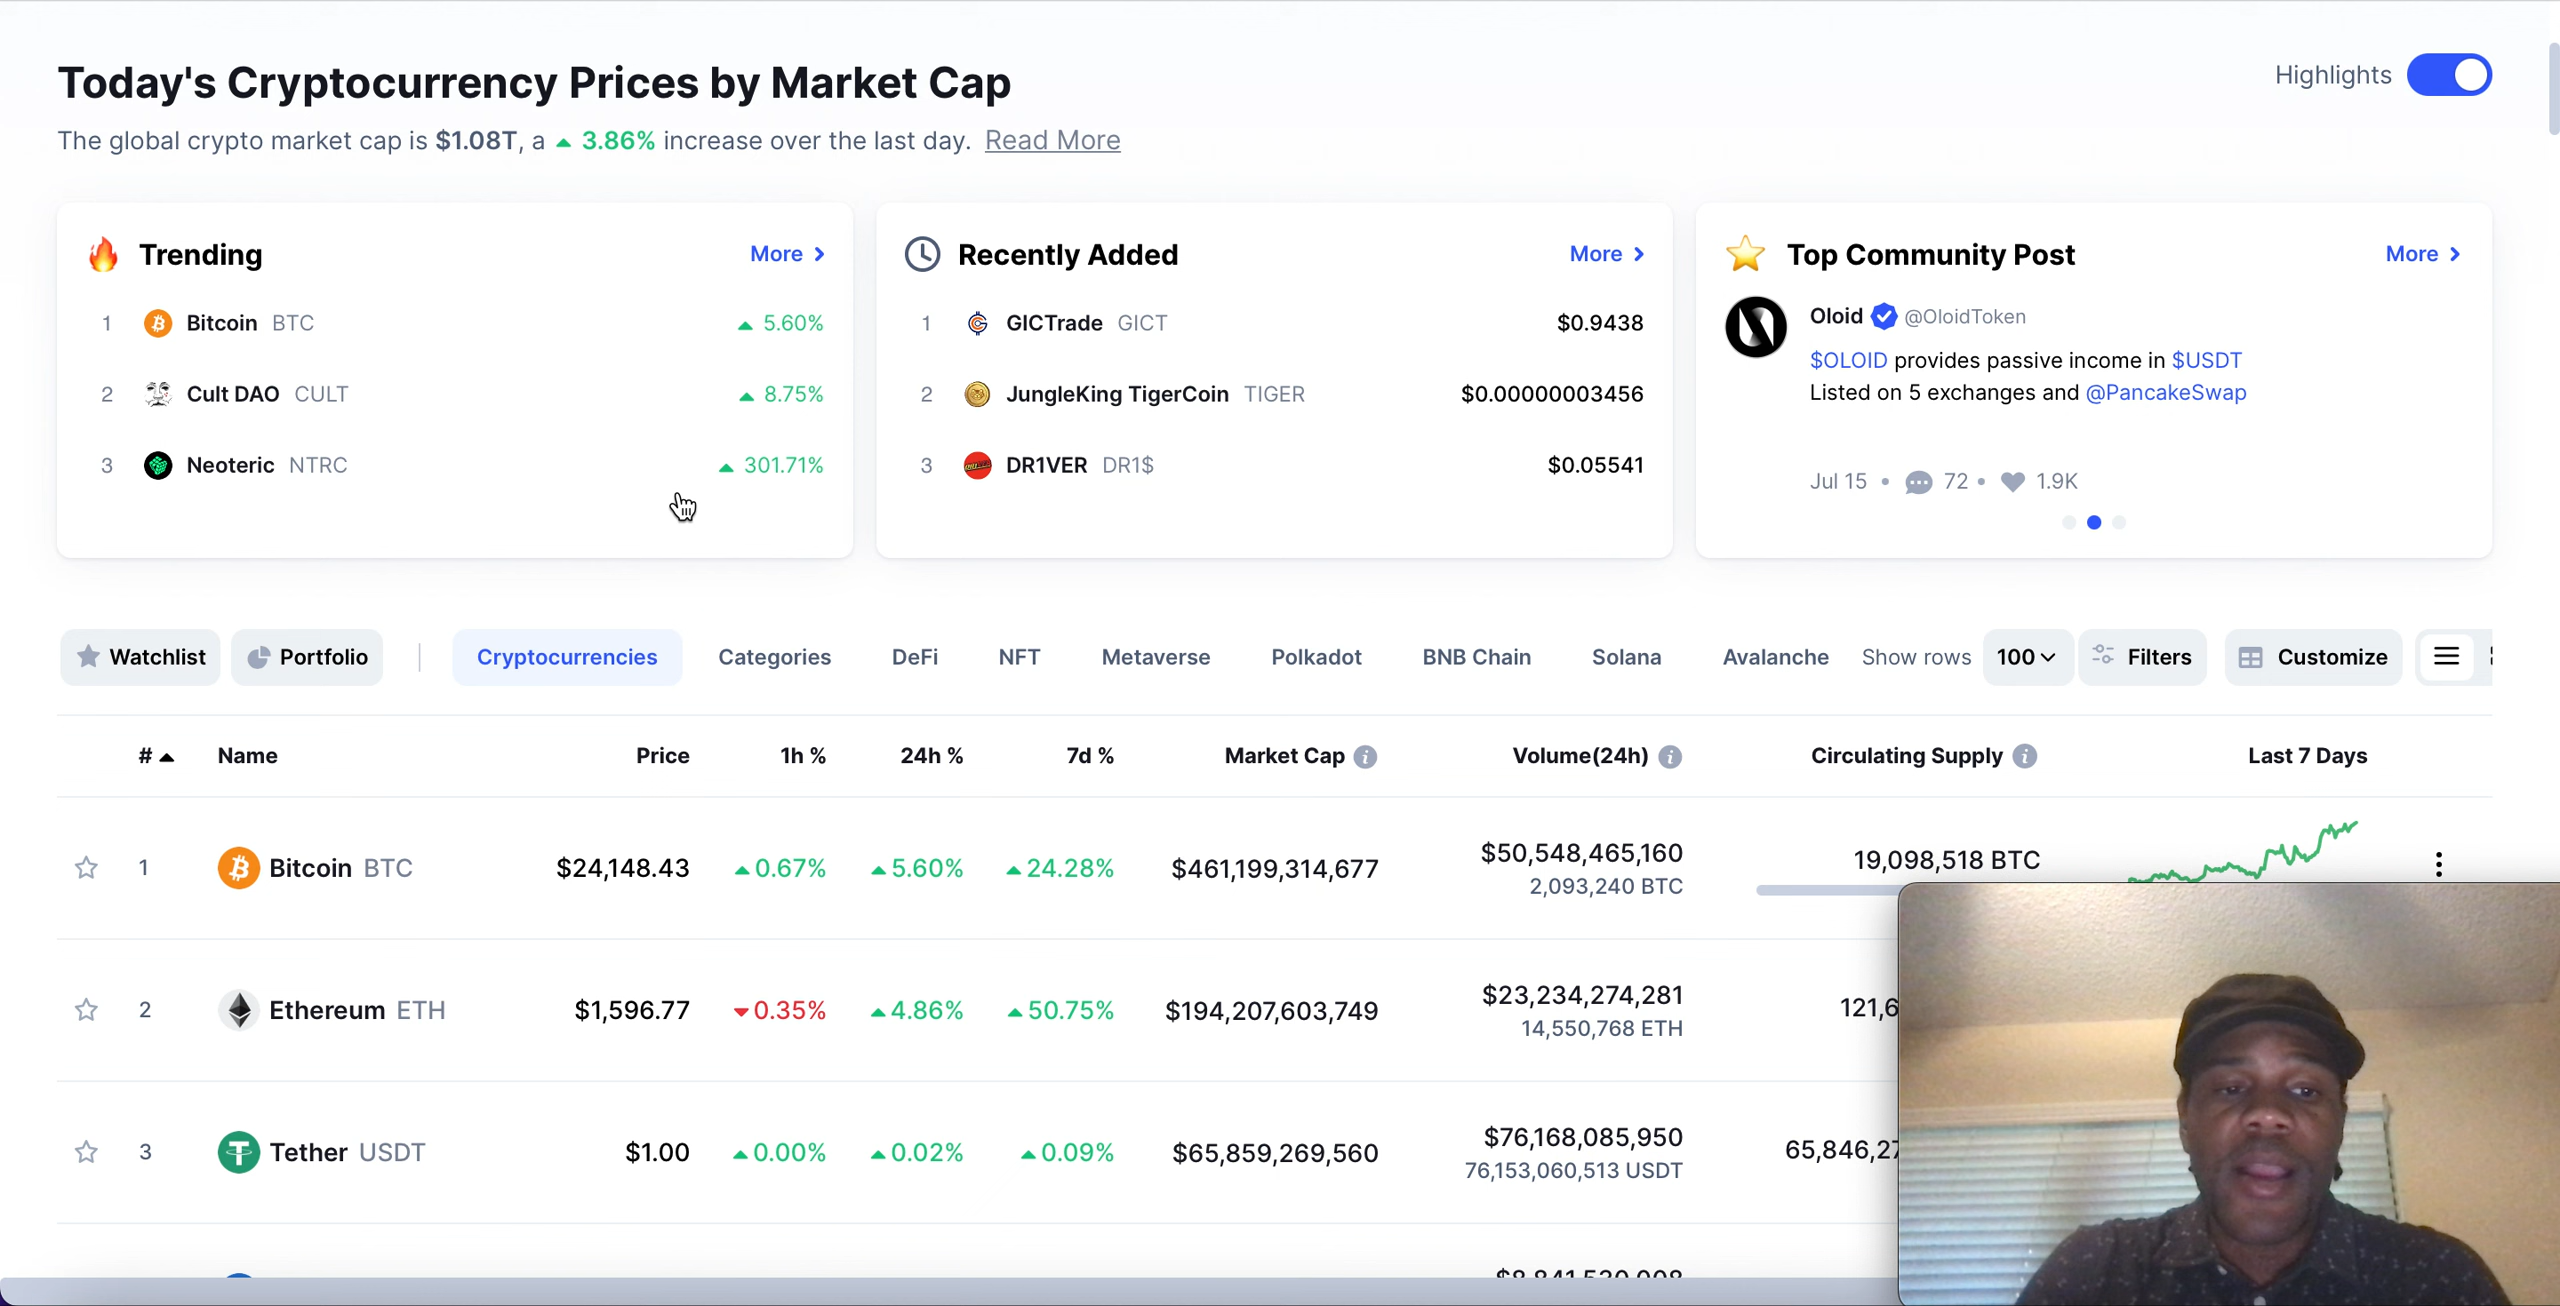 Today's Cryptocurrency Prices by Market Cap
Highlights
The global crypto market cap is $1.08T, a 3.86% increase over the last day. Read More
Trending
More
1 Bitcoin BTC 5.60%
2 Cult DAO CULT 8.75%
3 Neoteric NTRC 301.71%
Recently Added
More
1 GICTrade GICT $0.9438
2 JungleKing TigerCoin TIGER $0.00000003456
3 DR1VER DR1$ $0.05541
Top Community Post
More
Oloid @OloidToken
$OLOID provides passive income in $USDT
Listed on 5 exchanges and @PancakeSwap
Jul 15 • 72 • 1.9K
Watchlist Portfolio Cryptocurrencies Categories DeFi NFT Metaverse Polkadot BNB Chain Solana Avalanche Show rows 100 Filters Customize
# Name Price 1h % 24h % 7d % Market Cap Volume(24h) Circulating Supply Last 7 Days
1 Bitcoin BTC $24,148.43 0.67% 5.60% 24.28% $461,199,314,677 $50,548,465,160 19,098,518 BTC
2,093,240 BTC
2 Ethereum ETH $1,596.77 0.35% 4.86% 50.75% $194,207,603,749 $23,234,274,281 121,6
14,550,768 ETH
3 Tether USDT $1.00 0.00% 0.02% 0.09% $65,859,269,560 $76,168,085,950 65,846,27
76,153,060,513 USDT